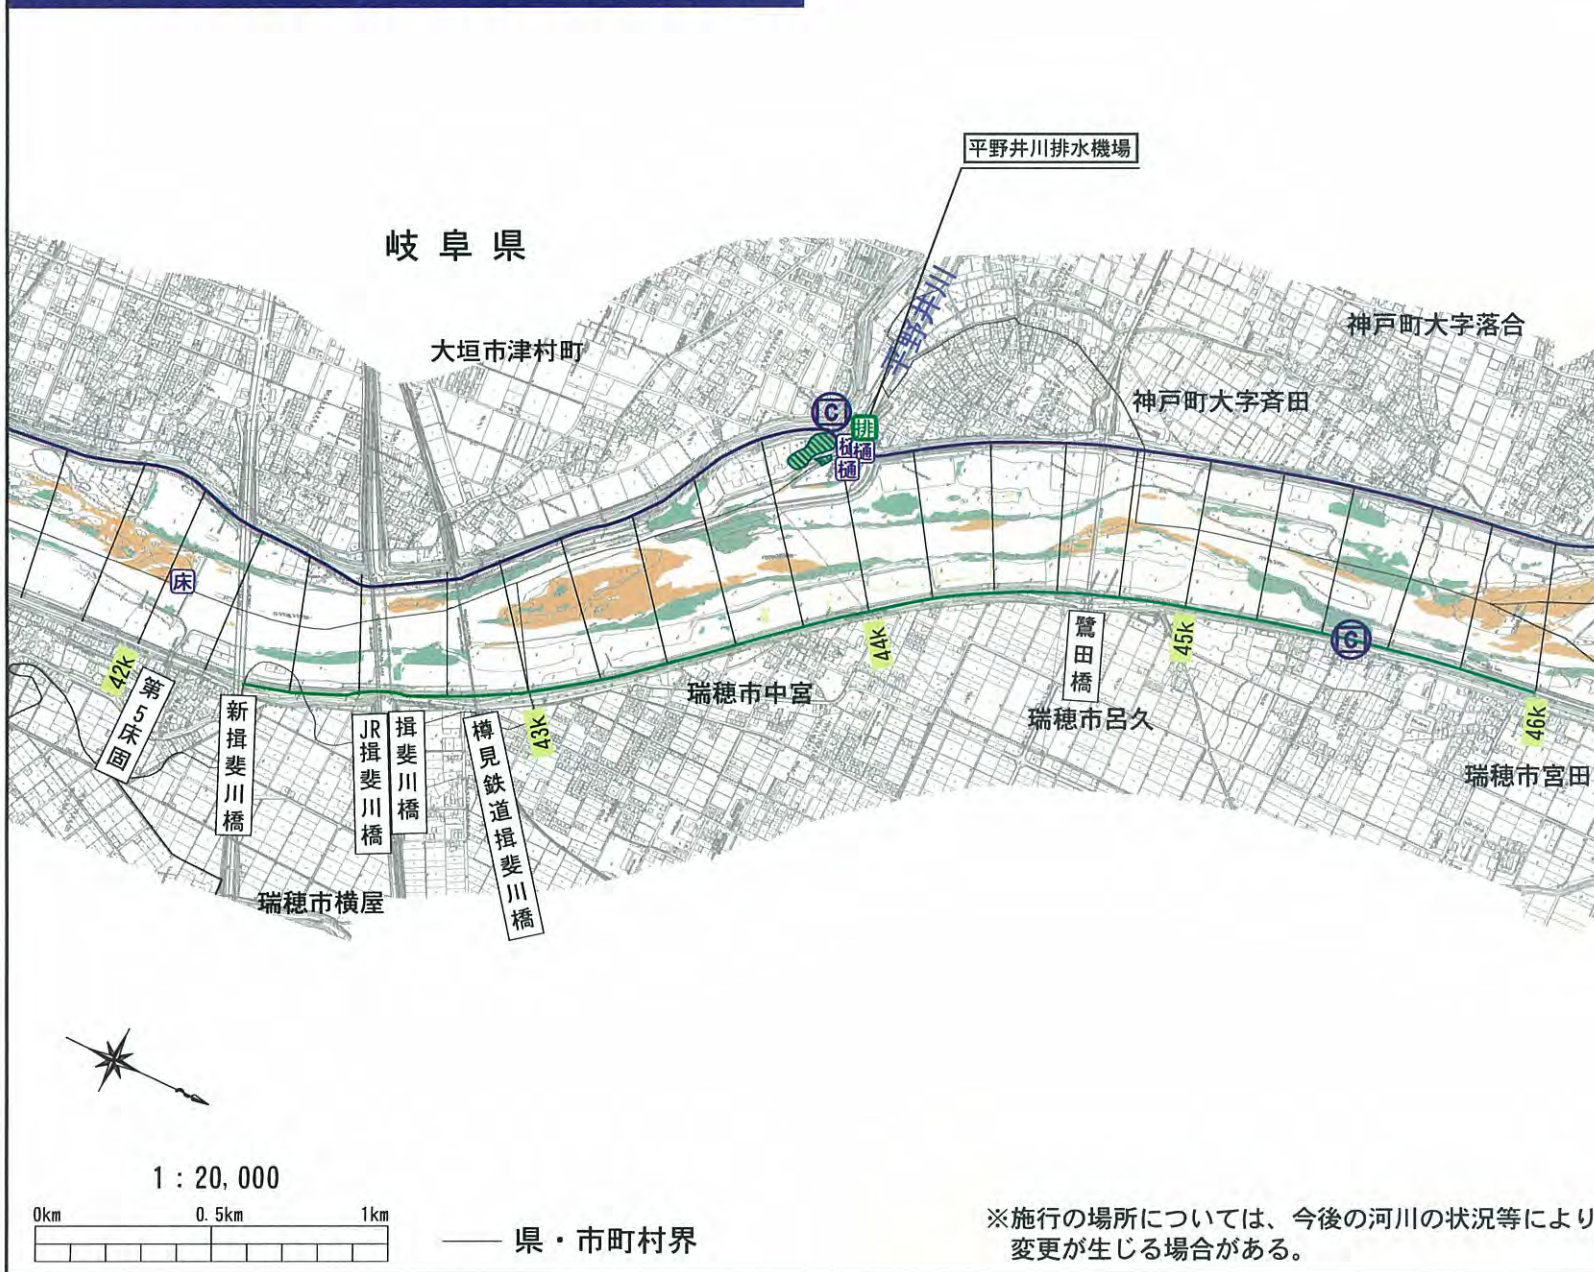 平野井川排水機場
岐阜県
平野井川
大垣市津村町
神戸町大字落合
神戸町大字斉田
C
排
樋
樋
樋
床
42k
第5床固
新揖斐川橋
JR揖斐川橋
揖斐川橋
樽見鉄道揖斐川橋
43k
瑞穂市中宮
44k
鷺田橋
瑞穂市呂久
45k
C
46k
瑞穂市宮田
瑞穂市横屋
1:20,000
0km 0.5km 1km
県・市町村界
※施行の場所については、今後の河川の状況等により
変更が生じる場合がある。